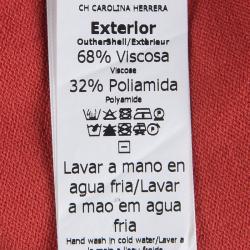 CH CAROLINA HERRERA
Exterior
OutherShell/Extérieur
68% Viscosa
Viscose
32% Poliamida
Polyamide
Lavar a mano en
agua fria/Lavar
a mao em agua
fria
Hand wash in cold water/Laver